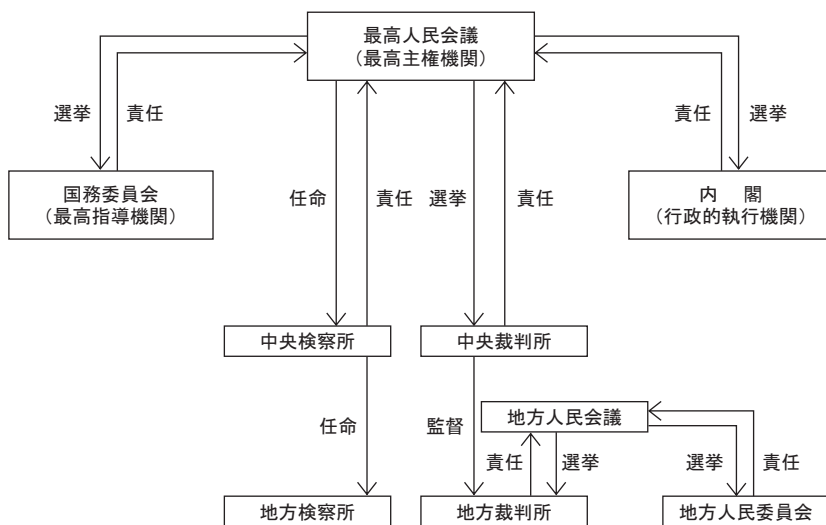 最高人民会議
（最高主権機関）
選挙
責任
責任
選挙
国務委員会
（最高指導機関）
任命
責任
選挙
責任
内　閣
（行政的執行機関）
中央検察所
中央裁判所
任命
監督
地方人民会議
責任
選挙
選挙
責任
地方検察所
地方裁判所
地方人民委員会